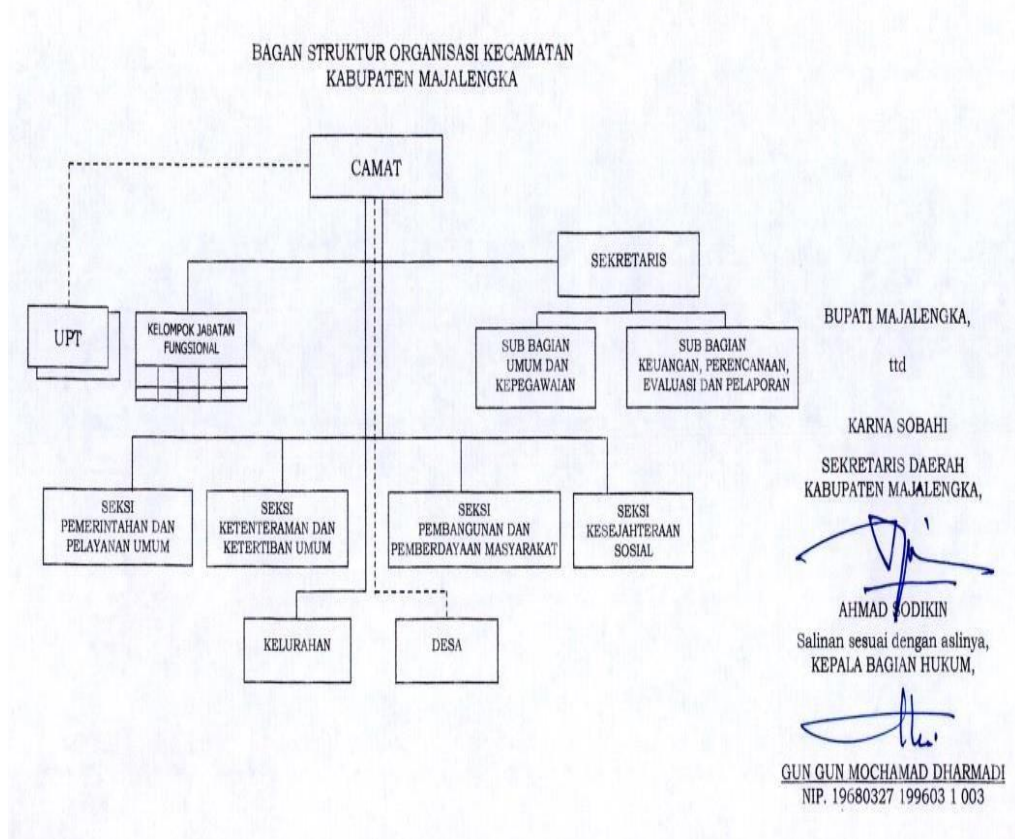 BAGAN STRUKTUR ORGANISASI KECAMATAN
KABUPATEN MAJALENGKA
CAMAT
SEKRETARIS
UPT
KELOMPOK JABATAN
FUNGSIONAL
SUB BAGIAN
UMUM DAN
KEPEGAWAIAN
SUB BAGIAN
KEUANGAN, PERENCANAAN,
EVALUASI DAN PELAPORAN
SEKSI
PEMERINTAHAN DAN
PELAYANAN UMUM
SEKSI
KETENTERAMAN DAN
KETERTIBAN UMUM
SEKSI
PEMBANGUNAN DAN
PEMBERDAYAAN MASYARAKAT
SEKSI
KESEJAHTERAAN
SOSIAL
KELURAHAN
DESA
BUPATI MAJALENGKA,
ttd
KARNA SOBAHI
SEKRETARIS DAERAH
KABUPATEN MAJALENGKA,
AHMAD SODIKIN
Salinan sesuai dengan aslinya,
KEPALA BAGIAN HUKUM,
GUN GUN MOCHAMAD DHARMADI
NIP. 19680327 199603 1 003